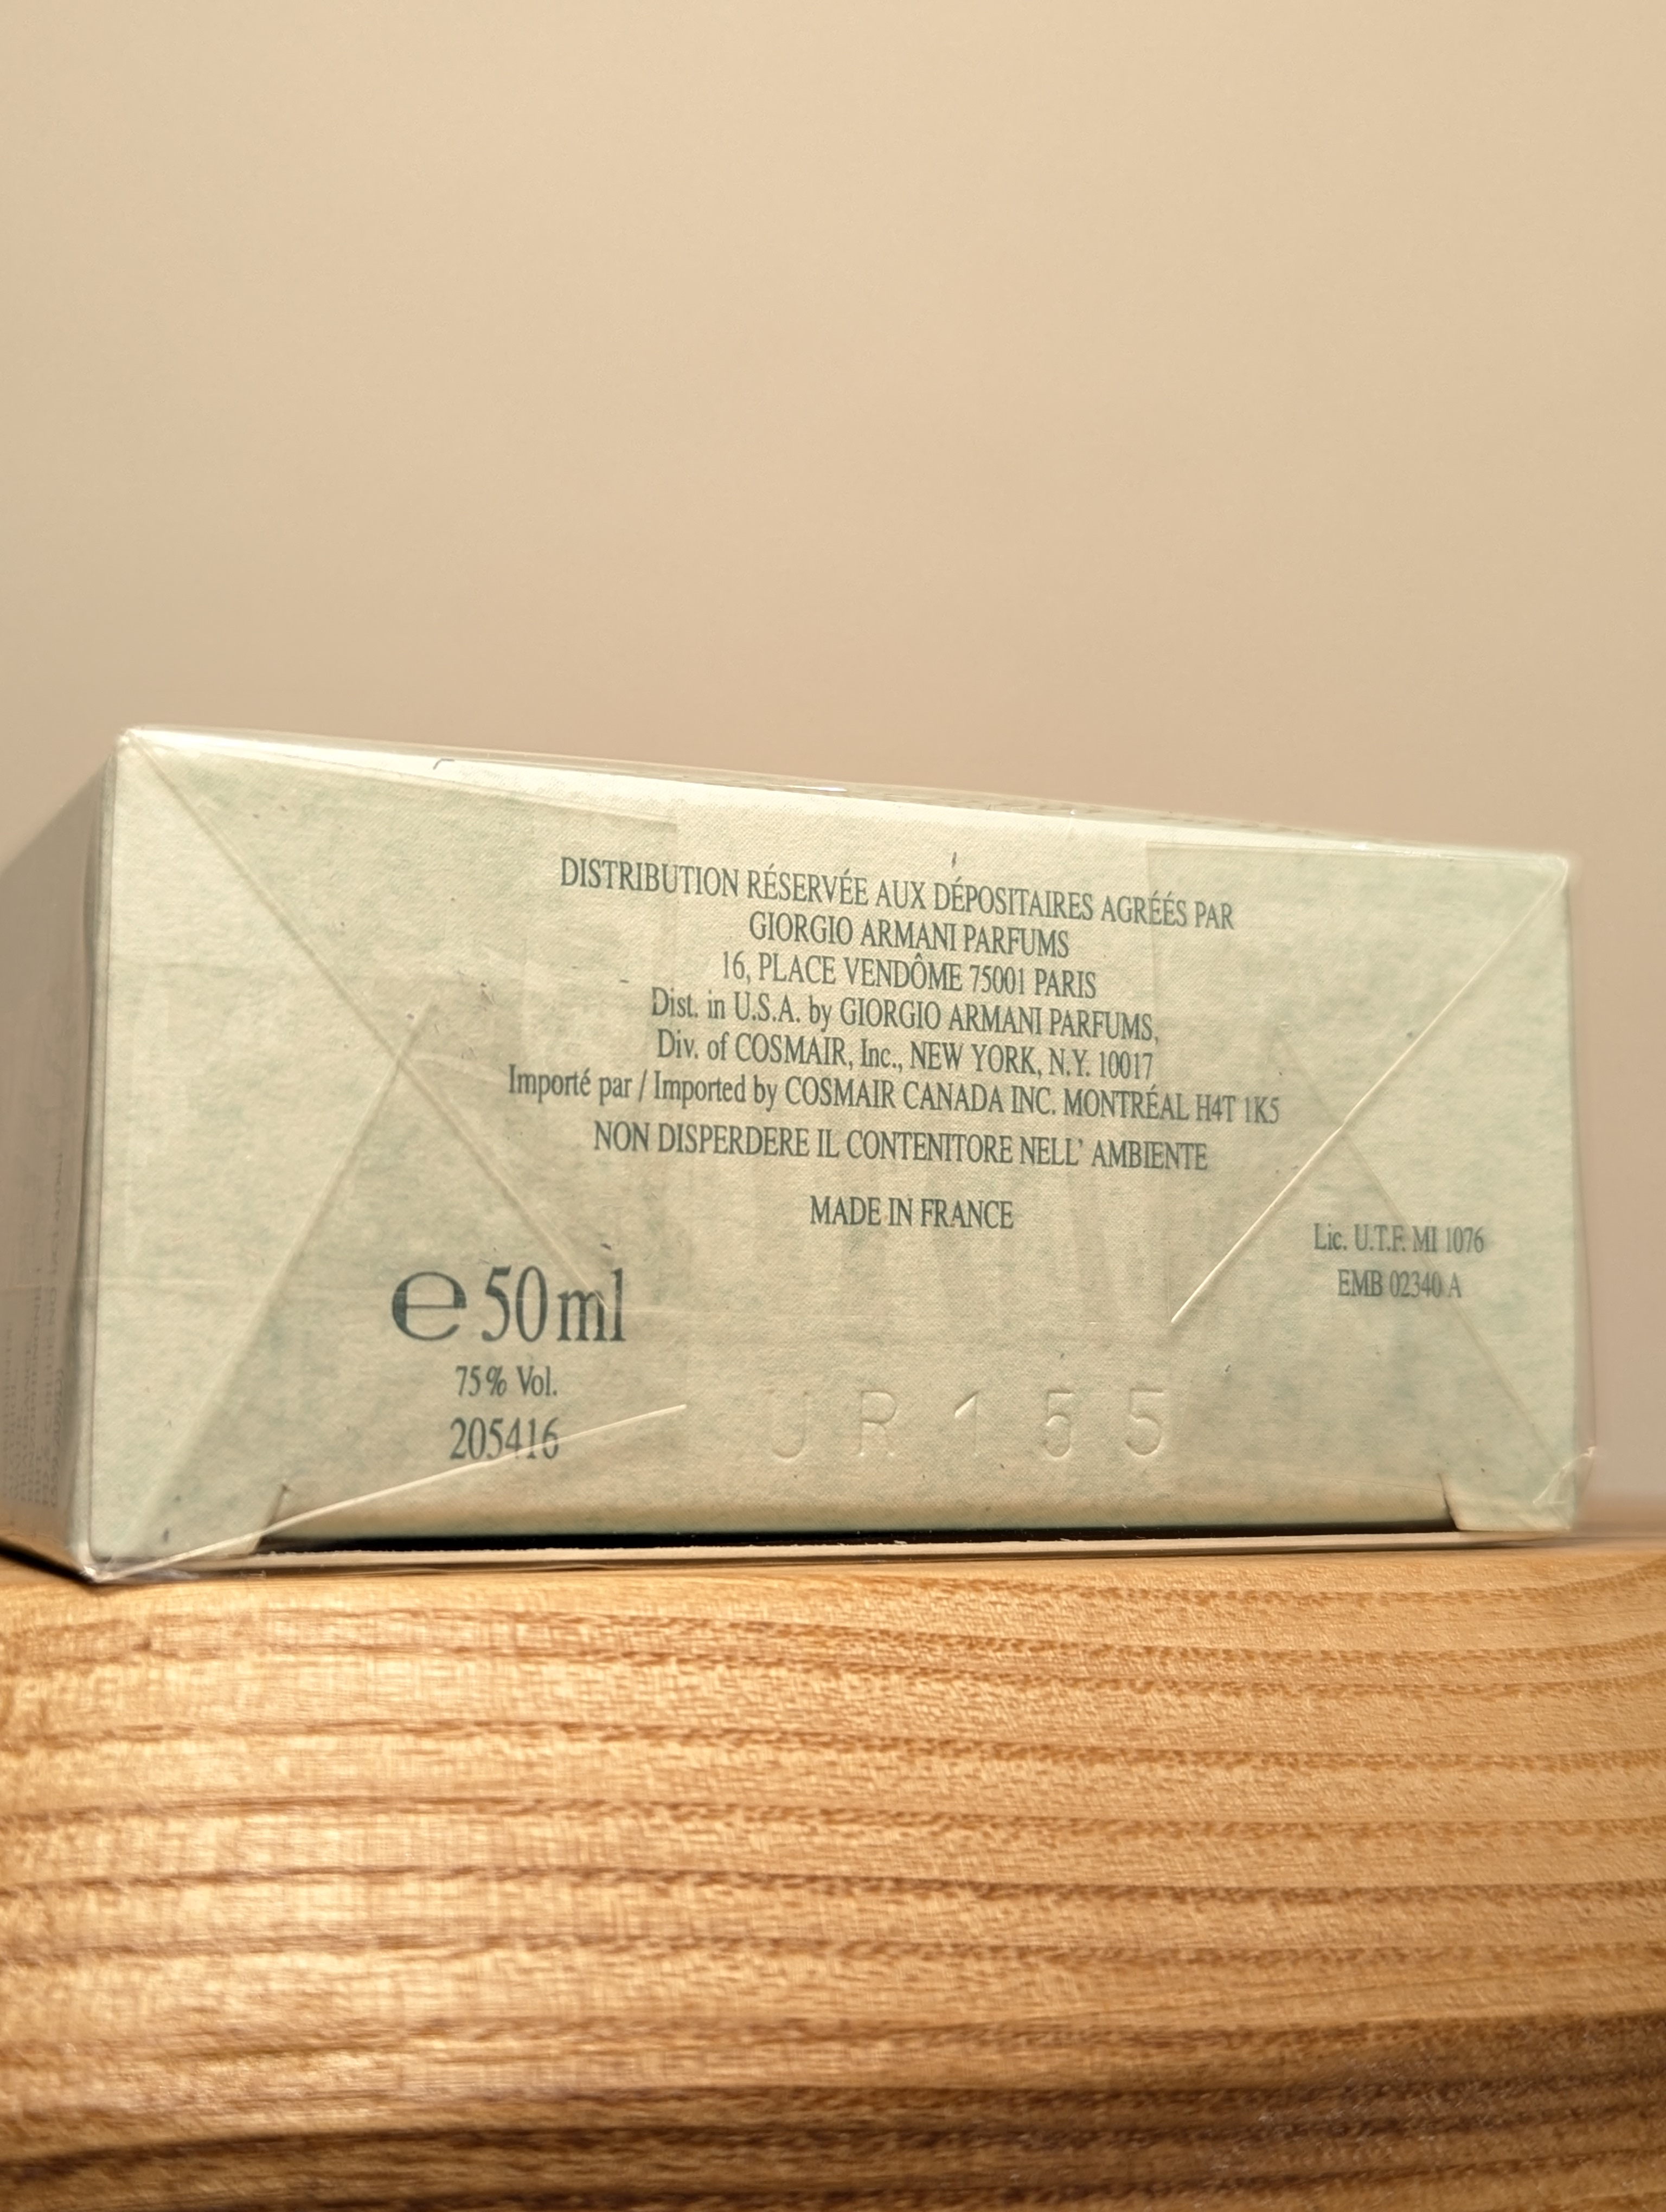 DISTRIBUTION RÉSERVÉE AUX DÉPOSITAIRES AGRÉÉS PAR
GIORGIO ARMANI PARFUMS
16, PLACE VENDÔME 75001 PARIS
Dist. in U.S.A. by GIORGIO ARMANI PARFUMS,
Div. of COSMAIR, Inc., NEW YORK, N.Y. 10017
Importé par / Imported by COSMAIR CANADA INC. MONTRÉAL H4T 1K5
NON DISPERDERE IL CONTENITORE NELL' AMBIENTE
MADE IN FRANCE
Lic. U.T.F. MI 1076
EMB 02340 A
℮ 50 ml
75% Vol.
205416
JR155